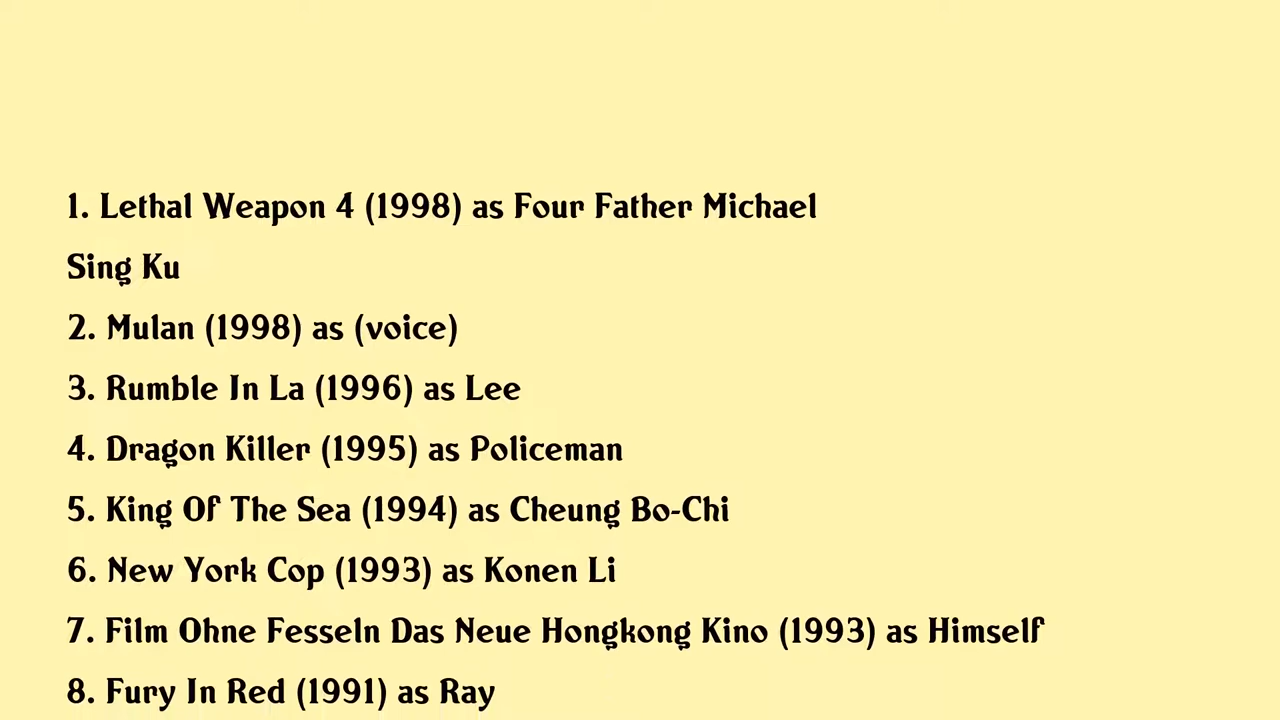 1. Lethal Weapon 4 (1998) as Four Father Michael
Sing Ku
2. Mulan (1998) as (voice)
3. Rumble In La (1996) as Lee
4. Dragon Killer (1995) as Policeman
5. King Of The Sea (1994) as Cheung Bo-Chi
6. New York Cop (1993) as Konen Li
7. Film Ohne Fesseln Das Neue Hongkong Kino (1993) as Himself
8. Fury In Red (1991) as Ray